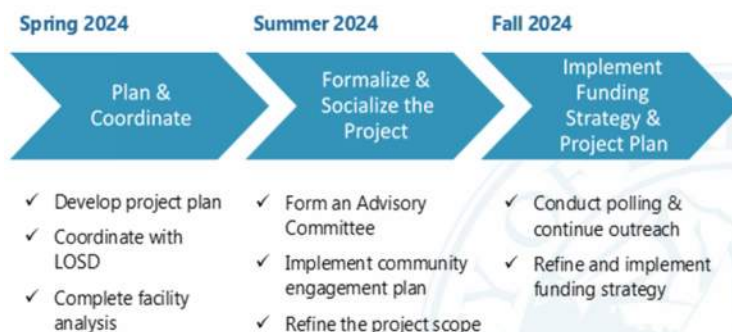 Spring 2024
Plan &
Coordinate
✓ Develop project plan
✓ Coordinate with
LOSD
✓ Complete facility
analysis
Summer 2024
Formalize &
Socialize the
Project
✓ Form an Advisory
Committee
✓ Implement community
engagement plan
✓ Refine the project scope
Fall 2024
Implement
Funding
Strategy &
Project Plan
✓ Conduct polling &
continue outreach
✓ Refine and implement
funding strategy